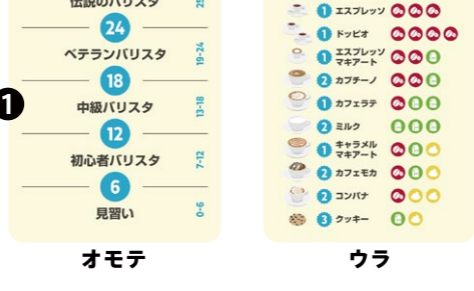 伝説のバリスタ
25
24
ベテランバリスタ
19-24
18
中級バリスタ
13-18
12
初心者バリスタ
7-12
6
見習い
0-6
1
オモテ
1 エスプレッソ
1 ドッピオ
1 エスプレッソ
マキアート
2 カプチーノ
1 カフェラテ
2 ミルク
1 キャラメル
マキアート
2 カフェモカ
2 コンパナ
3 クッキー
ウラ